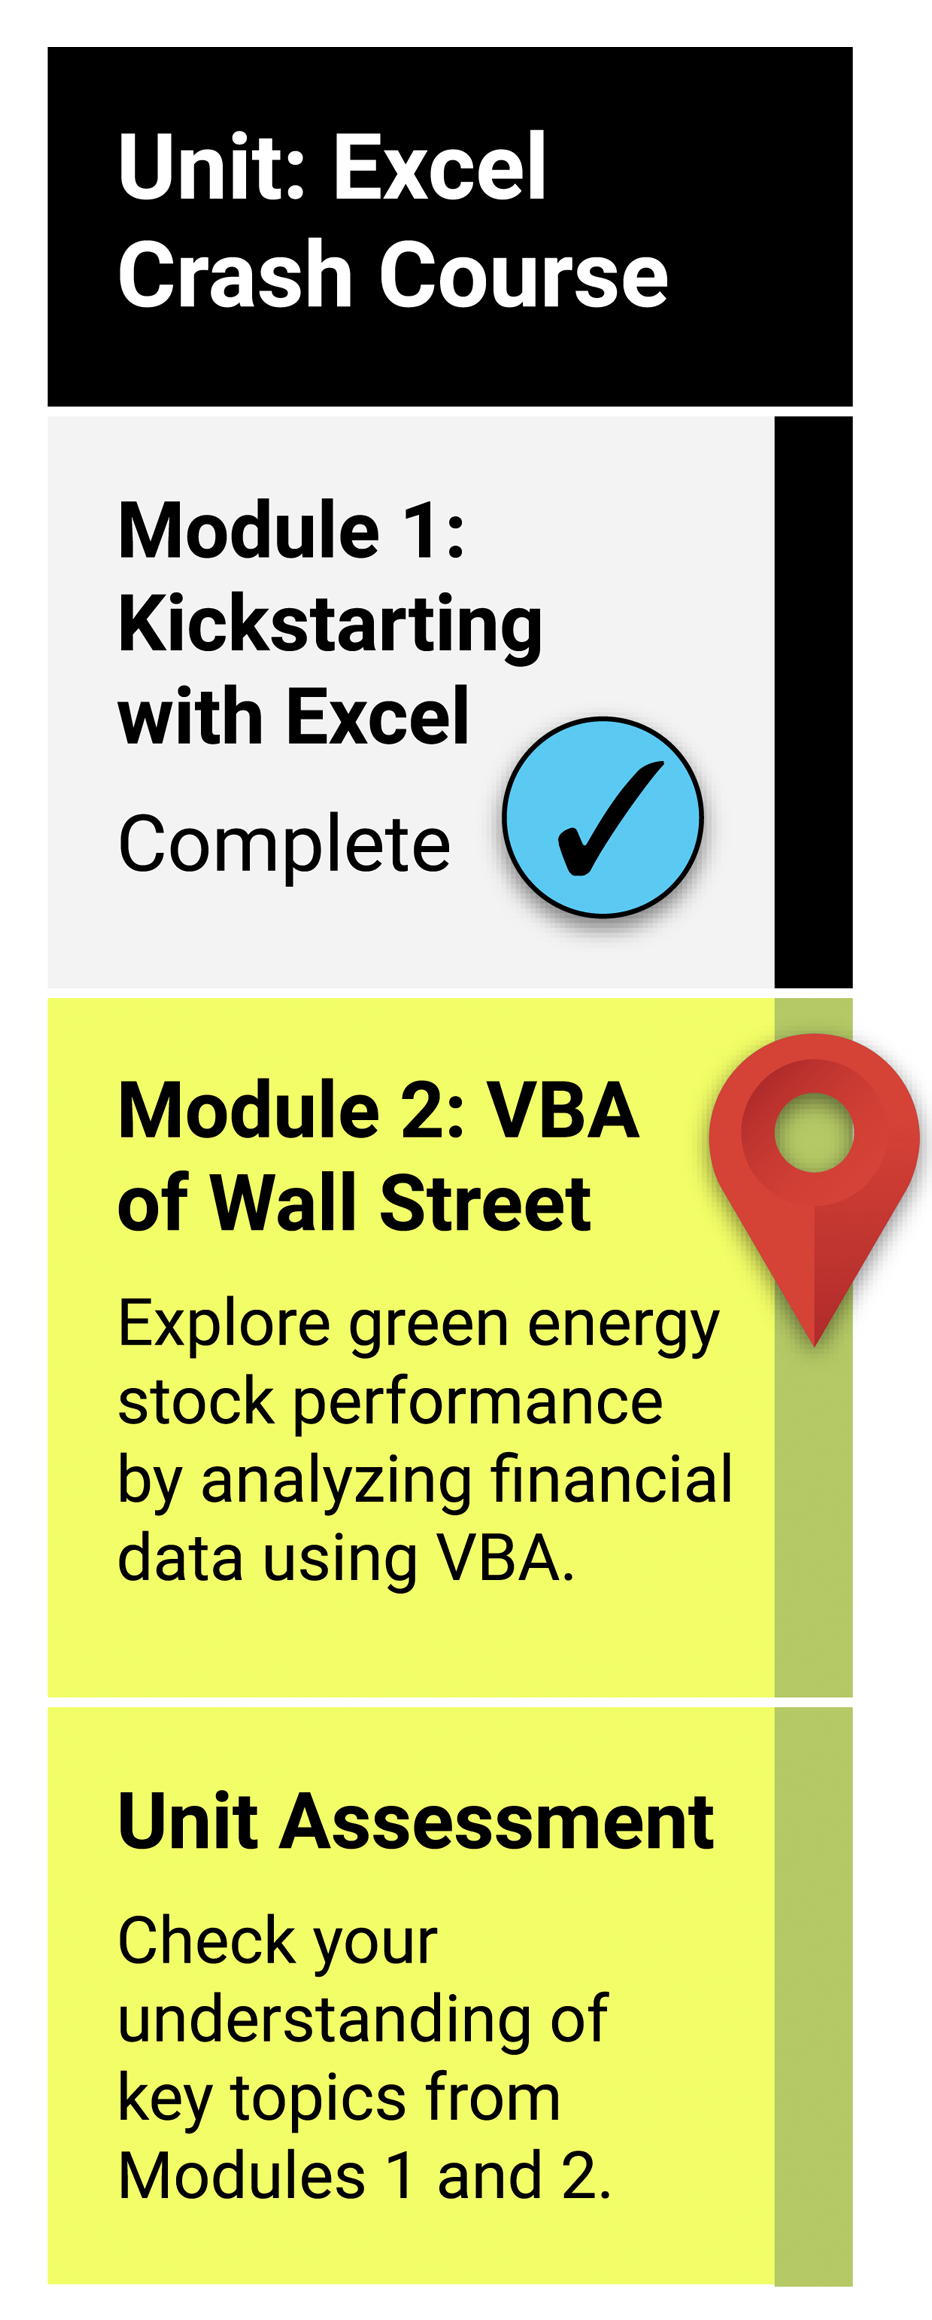 Unit: Excel
Crash Course
Module 1:
Kickstarting
with Excel
Complete
Module 2: VBA
of Wall Street
Explore green energy
stock performance
by analyzing financial
data using VBA.
Unit Assessment
Check your
understanding of
key topics from
Modules 1 and 2.